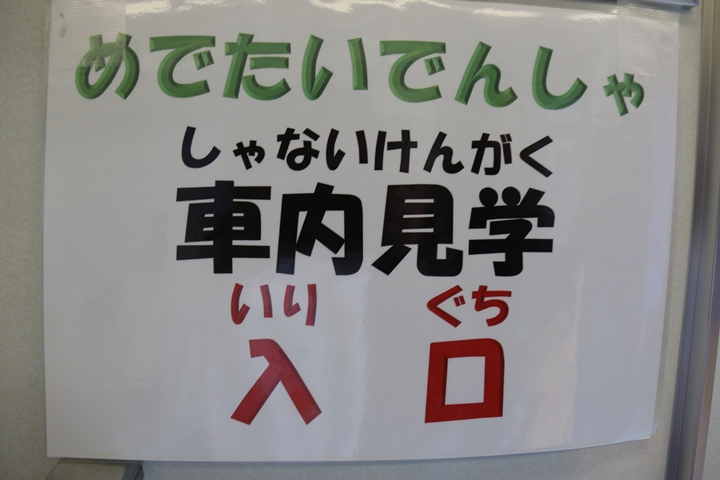 めでたいでんしゃ
しゃないけんがく
車内見学
いり ぐち
入口